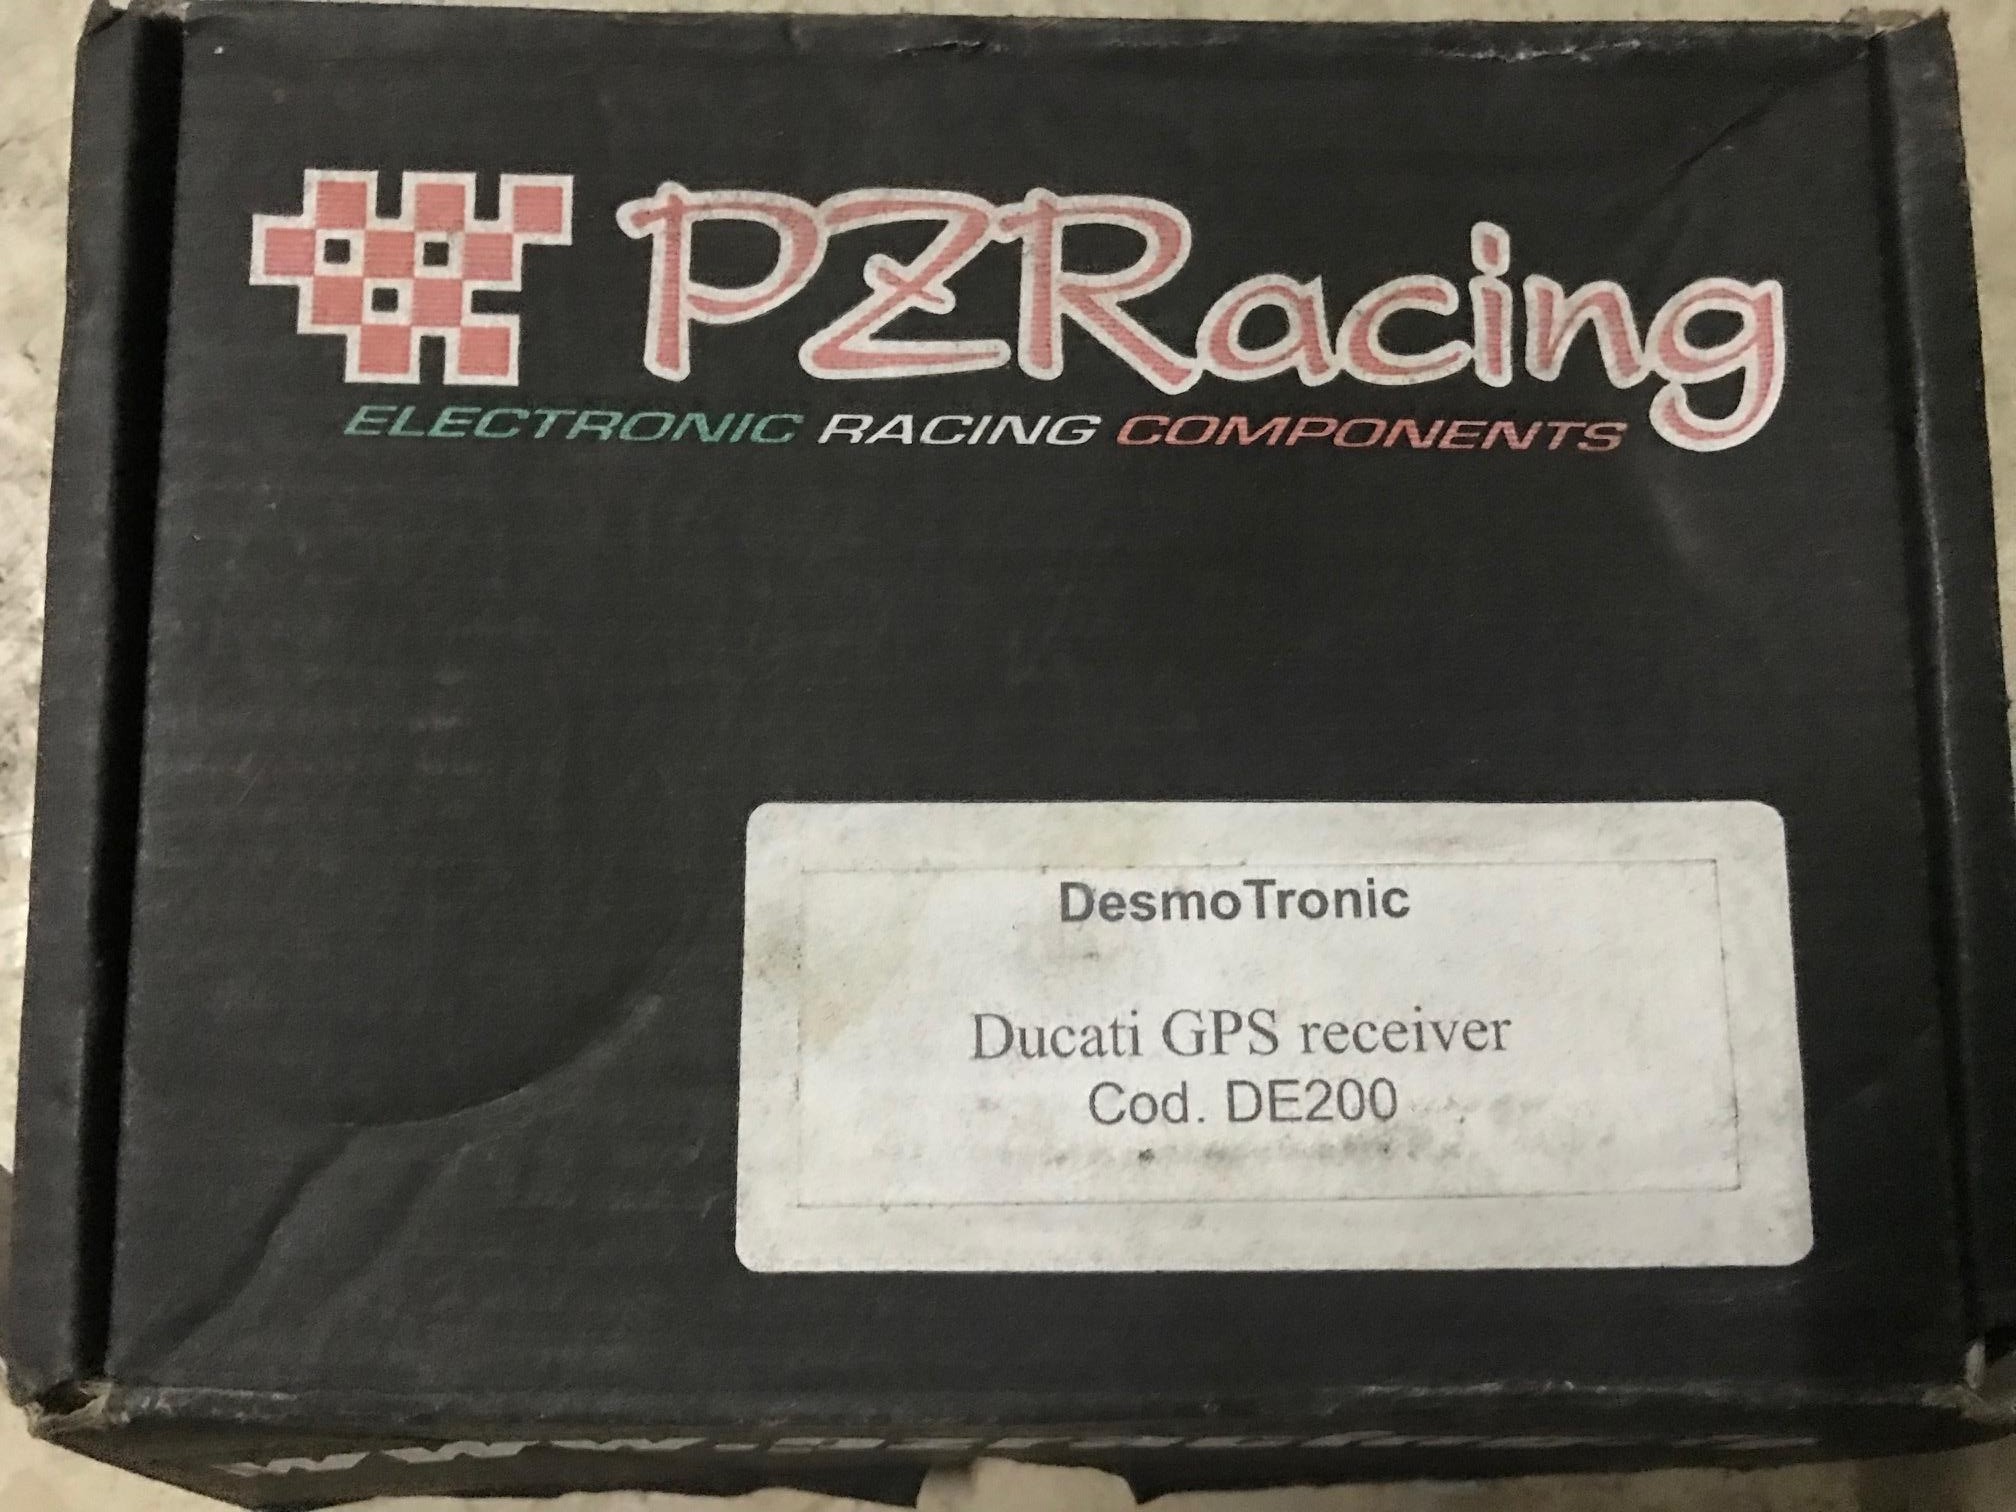 PZRacing
ELECTRONIC RACING COMPONENTS
DesmoTronic
Ducati GPS receiver
Cod. DE200